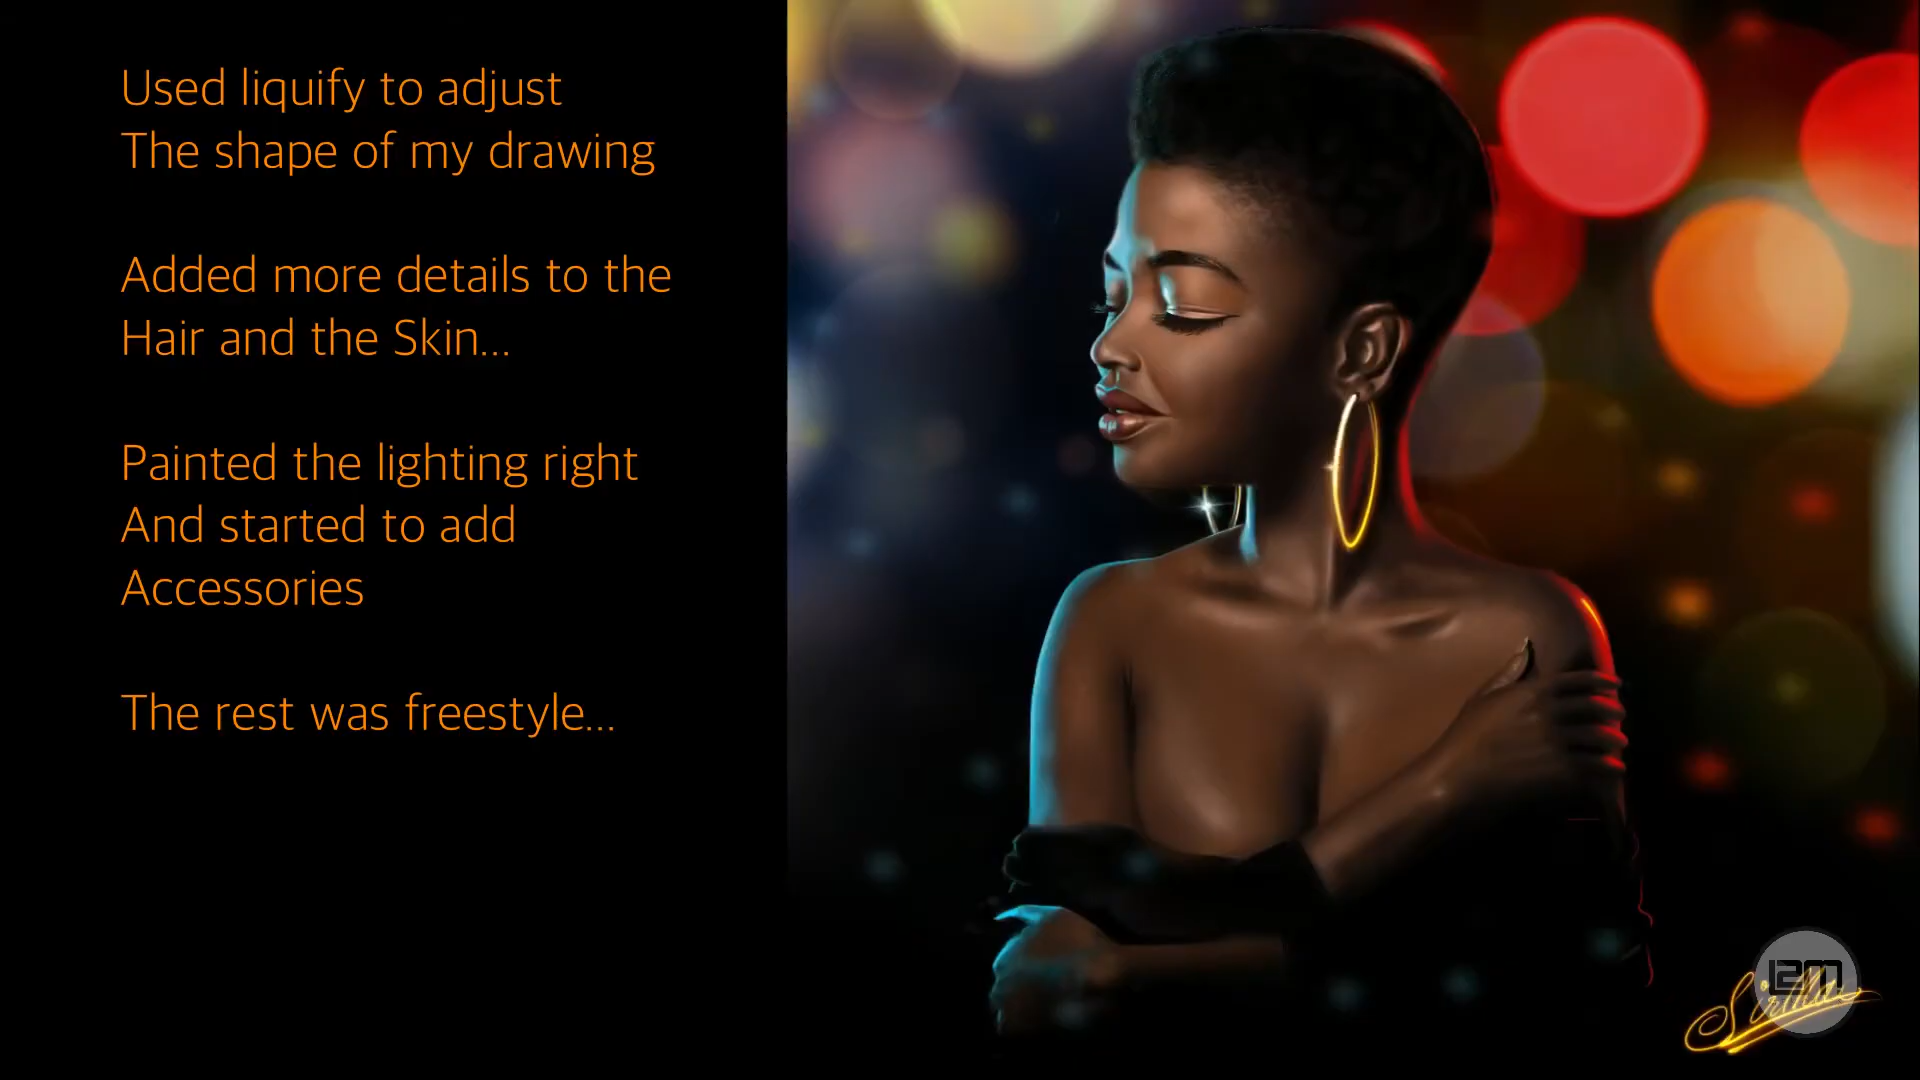 Used liquify to adjust
The shape of my drawing
Added more details to the
Hair and the Skin...
Painted the lighting right
And started to add
Accessories
The rest was freestyle...